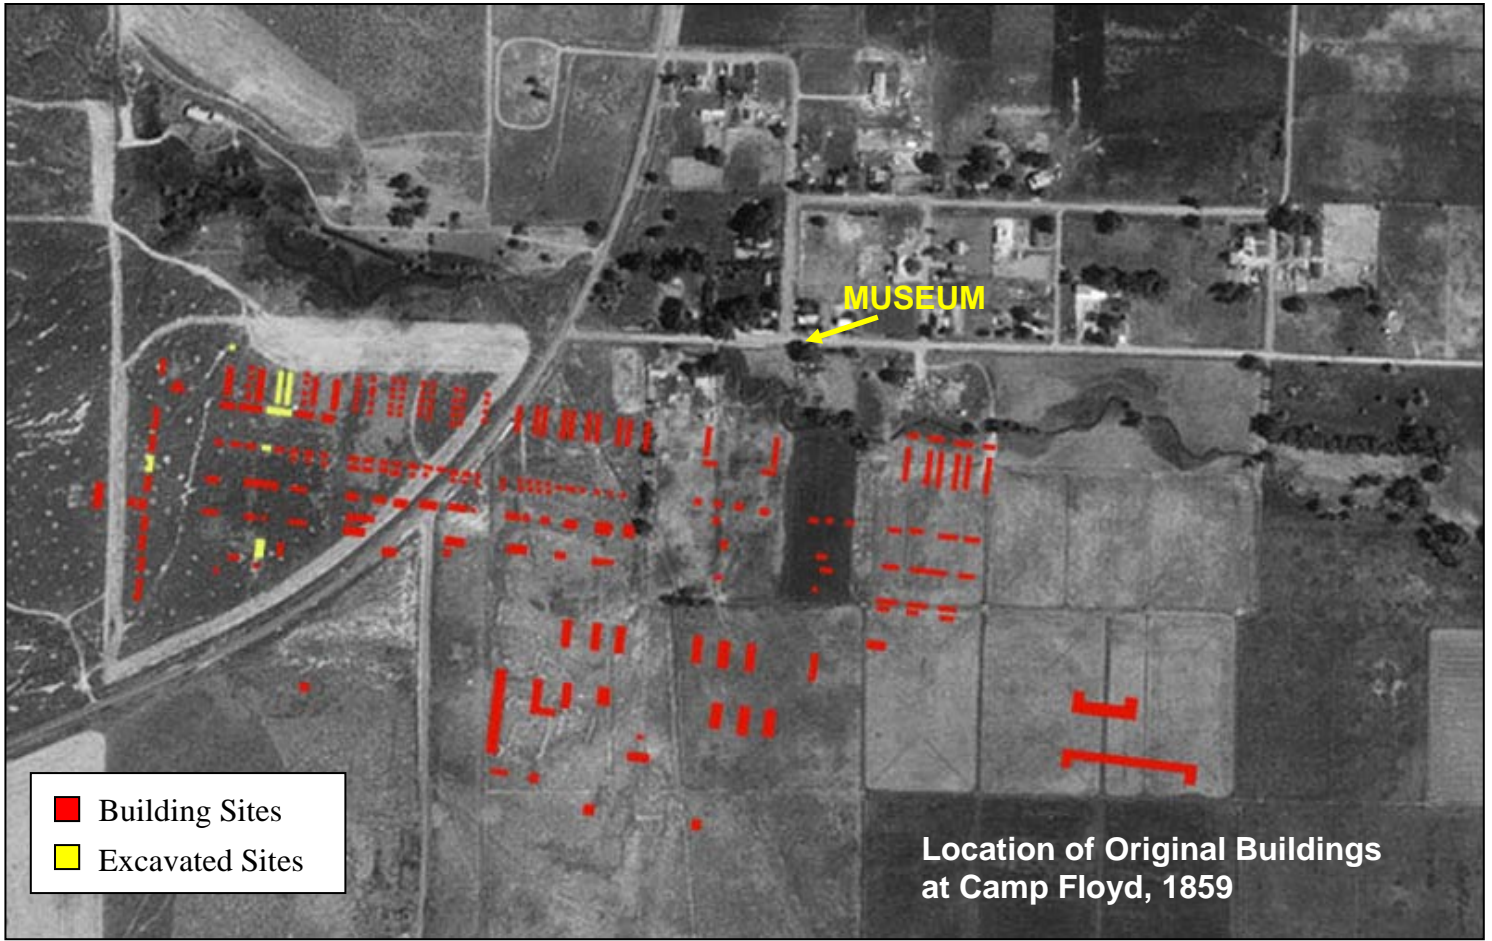 MUSEUM
Building Sites
Excavated Sites
Location of Original Buildings
at Camp Floyd, 1859